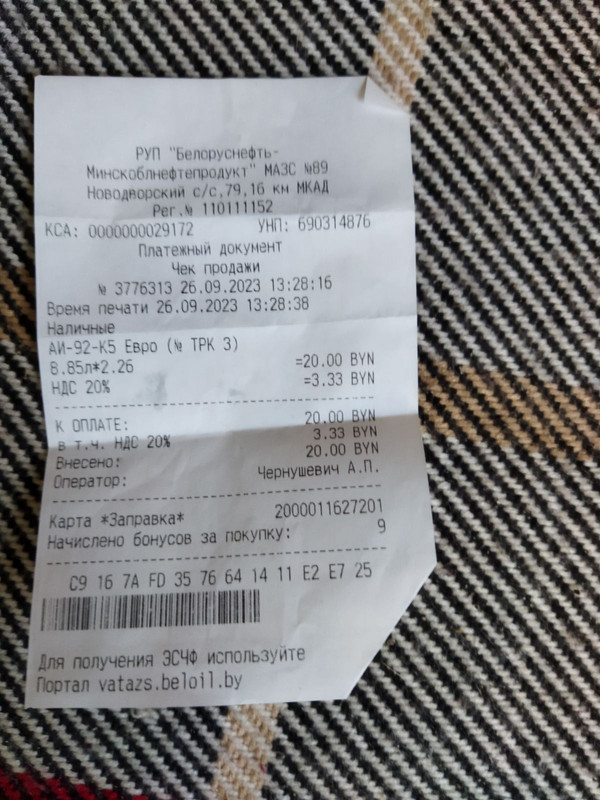 РУП "Белоруснефть-
Минскоблнефтепродукт" МАЗС №89
Новодворский с/с,79,16 км МКАД
Рег.№ 110111152
КСА: 0000000029172 УНП: 690314876
Платежный документ
Чек продажи
№ 3776313 26.09.2023 13:28:16
Время печати 26.09.2023 13:28:38
Наличные
АИ-92-К5 Евро (№ ТРК 3)
8.85л*2.26 =20.00 BYN
НДС 20% =3.33 BYN
К ОПЛАТЕ: 20.00 BYN
в т.ч. НДС 20% 3.33 BYN
Внесено: 20.00 BYN
Оператор: Чернушевич А.П.
Карта *Заправка* 2000011627201
Начислено бонусов за покупку: 9
C9 16 7A FD 35 76 64 14 11 E2 E7 25
Для получения ЭСЧФ используйте
Портал vatazs.beloil.by